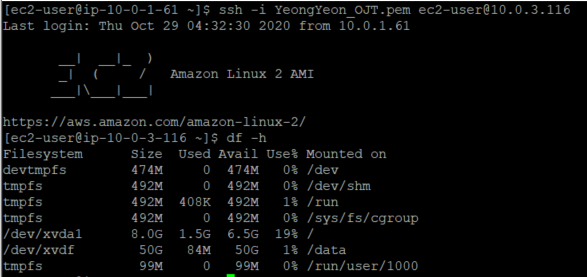 [ec2-user@ip-10-0-1-61 ~]$ ssh -i YeongYeon_OJT.pem ec2-user@10.0.3.116
Last login: Thu Oct 29 04:32:30 2020 from 10.0.1.61
       __|  __|_  )
       _|  (     /   Amazon Linux 2 AMI
      ___|\___|___|
https://aws.amazon.com/amazon-linux-2/
[ec2-user@ip-10-0-3-116 ~]$ df -h
Filesystem      Size  Used Avail Use% Mounted on
devtmpfs        474M     0  474M   0% /dev
tmpfs           492M     0  492M   0% /dev/shm
tmpfs           492M  408K  492M   1% /run
tmpfs           492M     0  492M   0% /sys/fs/cgroup
/dev/xvda1      8.0G  1.5G  6.5G  19% /
/dev/xvdf        50G   84M   50G   1% /data
tmpfs            99M     0   99M   0% /run/user/1000